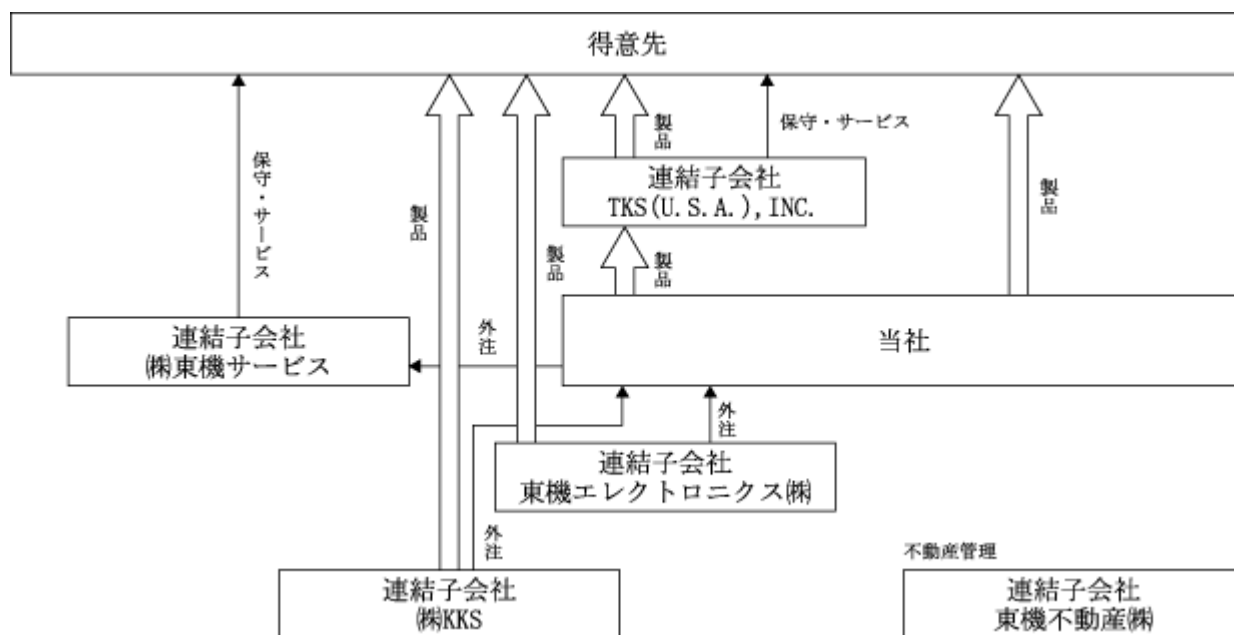 得意先
保守・サービス
製品
製品
製品
保守・サービス
製品
連結子会社
TKS(U.S.A.),INC.
製品
連結子会社
㈱東機サービス
外注
当社
外注
連結子会社
東機エレクトロニクス㈱
外注
不動産管理
連結子会社
㈱KKS
連結子会社
東機不動産㈱